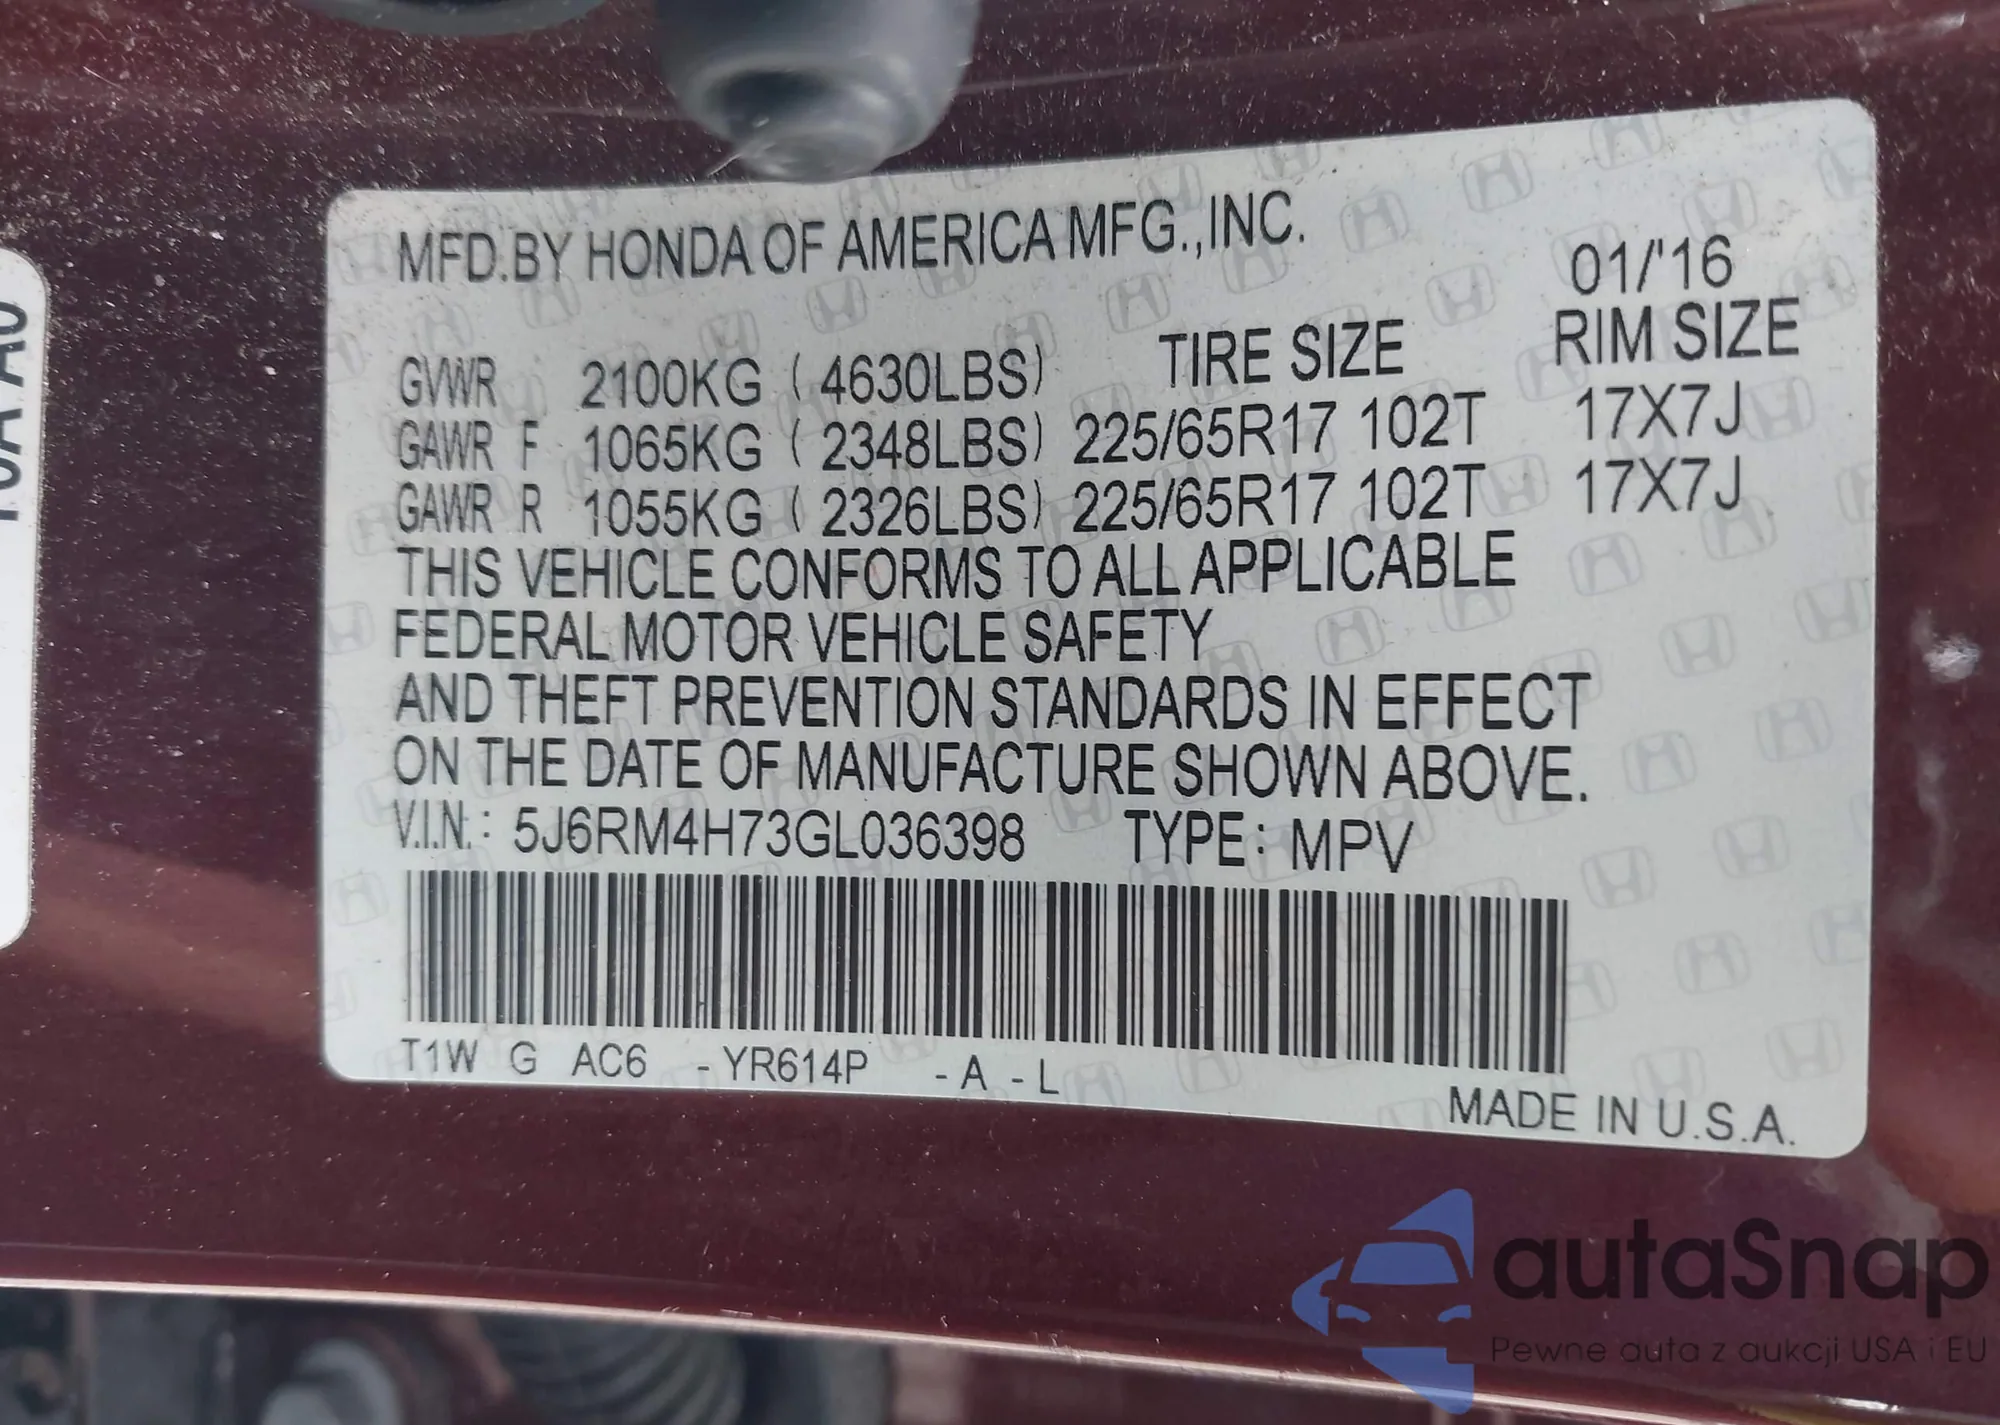 MFD.BY HONDA OF AMERICA MFG.,INC.
01/'16
TIRE SIZE RIM SIZE
GVWR 2100KG (4630LBS)
GAWR F 1065KG (2348LBS) 225/65R17 102T 17X7J
GAWR R 1055KG (2326LBS) 225/65R17 102T 17X7J
THIS VEHICLE CONFORMS TO ALL APPLICABLE
FEDERAL MOTOR VEHICLE SAFETY
AND THEFT PREVENTION STANDARDS IN EFFECT
ON THE DATE OF MANUFACTURE SHOWN ABOVE.
V.I.N.: 5J6RM4H73GL036398 TYPE: MPV
T1W G AC6 -YR614P -A -L
MADE IN U.S.A.
autaSnap
Pewne auta z aukcji USA i EU